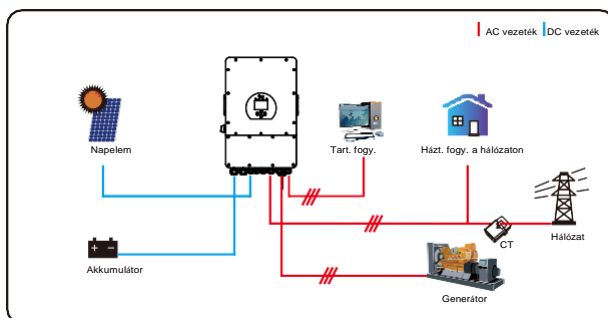 AC vezeték DC vezeték
Napelem
Tart. fogy.
Házt. fogy. a hálózaton
CT
Hálózat
Akkumulátor
Generátor